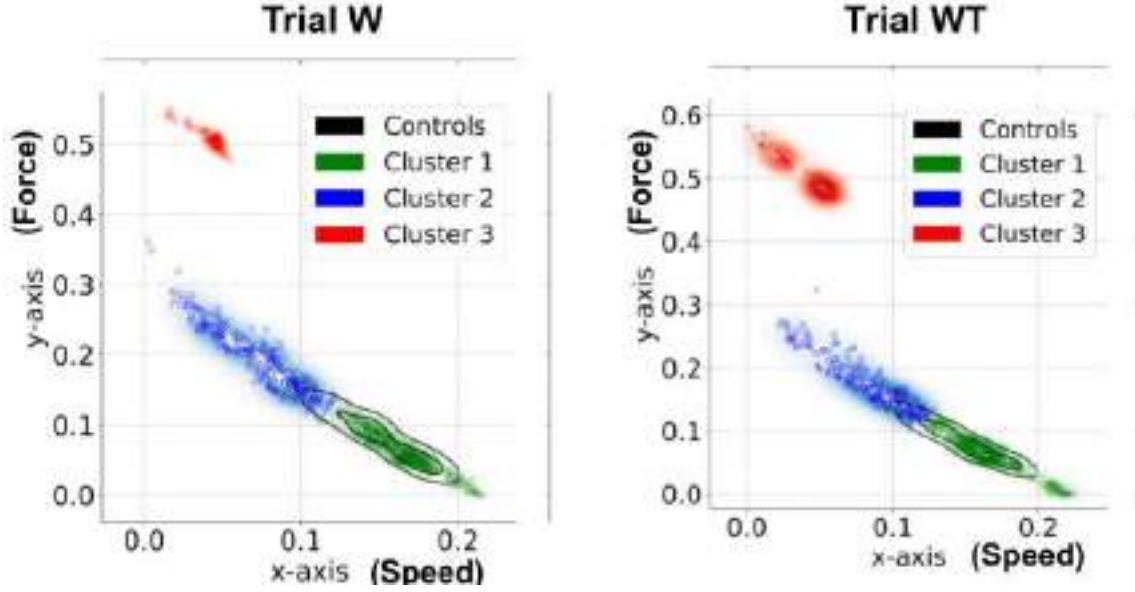 Trial W
Controls
Cluster 1
Cluster 2
Cluster 3
y-axis (Force)
0.5
0.4
0.3
0.2
0.1
0.0
0.0 0.1 0.2
x-axis (Speed)
Trial WT
Controls
Cluster 1
Cluster 2
Cluster 3
y-axis (Force)
0.6
0.5
0.4
0.3
0.2
0.1
0.0
0.0 0.1 0.2
x-axis (Speed)